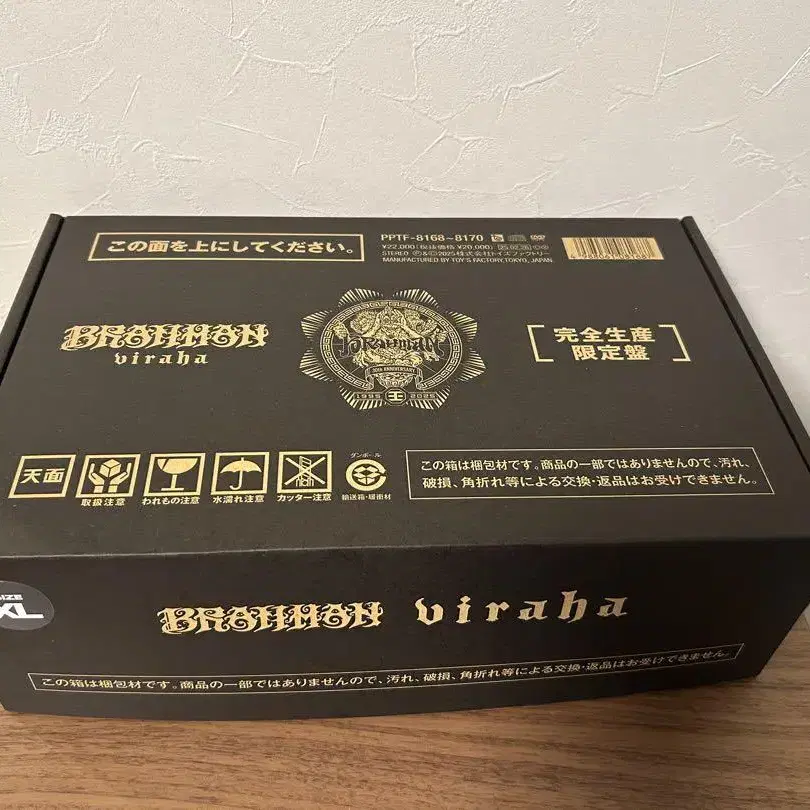 この面を上にしてください。
PPTF-8168~8170
¥22,000(税抜価格 ¥20,000)
STEREO Ⓟ&Ⓒ2025株式会社トイズファクトリー
MANUFACTURED BY TOY'S FACTORY, TOKYO, JAPAN.
BRAHMAN
viraha
BRAHMAN
30TH ANNIVERSARY
1995 2025
完全生産
限定盤
天面
取扱注意
われもの注意
水濡れ注意
カッター注意
ダンボール
輸送箱・緩衝材
この箱は梱包材です。商品の一部ではありませんので、汚れ、
破損、角折れ等による交換・返品はお受けできません。
SIZE
XL
BRAHMAN viraha
この箱は梱包材です。商品の一部ではありませんので、汚れ、破損、角折れ等による交換・返品はお受けできません。